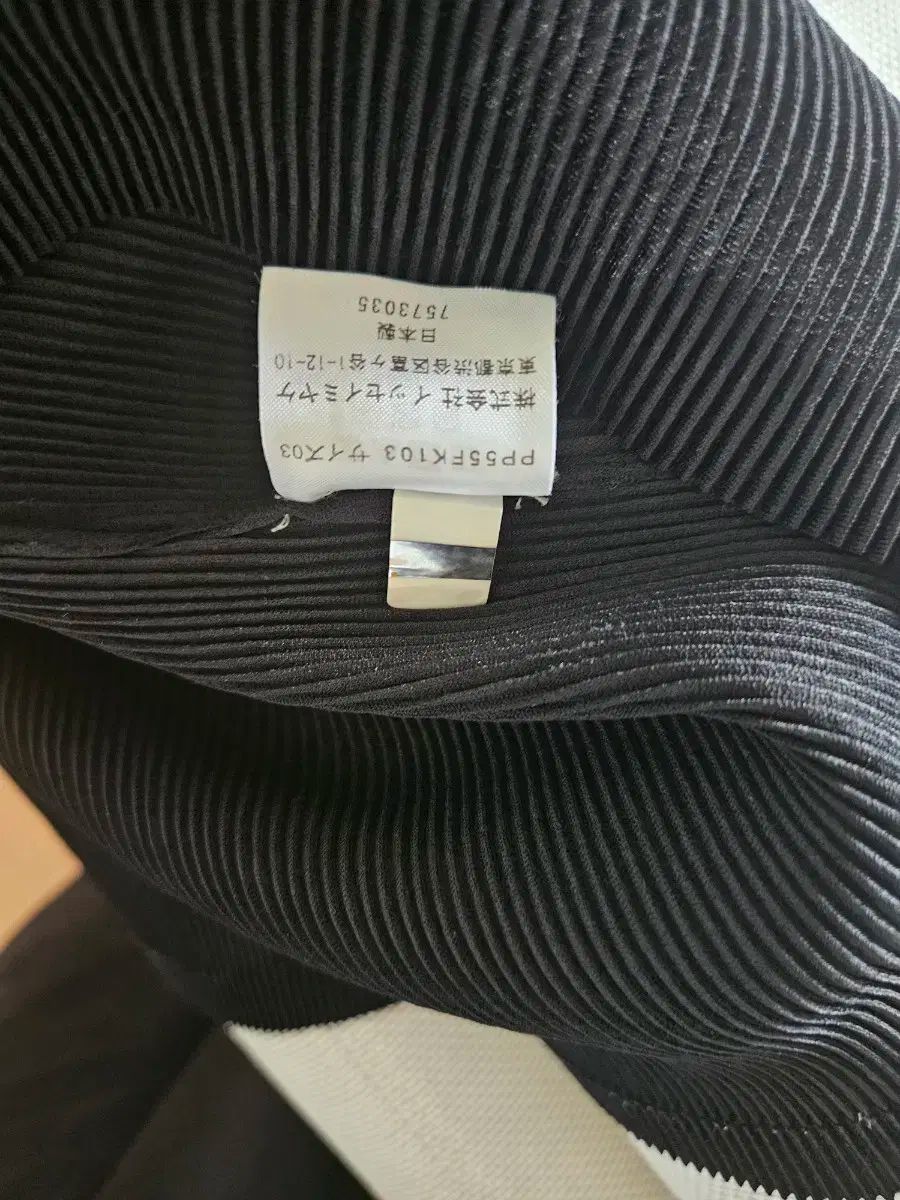 PP55FK103 サイズ03
株式会社 イッセイミヤケ
東京都渋谷区富ヶ谷1-12-10
日本製
7573035